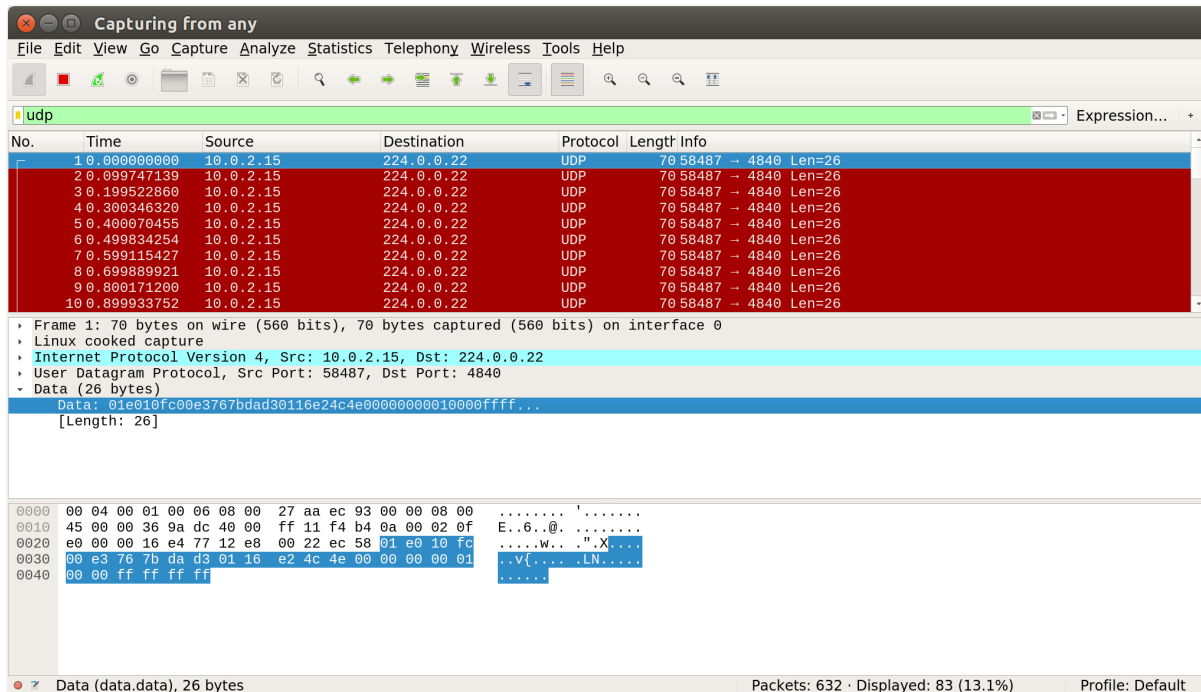 Capturing from any
File Edit View Go Capture Analyze Statistics Telephony Wireless Tools Help
udp Expression... +
No. Time Source Destination Protocol Length Info
1 0.000000000 10.0.2.15 224.0.0.22 UDP 70 58487 → 4840 Len=26
2 0.099747139 10.0.2.15 224.0.0.22 UDP 70 58487 → 4840 Len=26
3 0.199522860 10.0.2.15 224.0.0.22 UDP 70 58487 → 4840 Len=26
4 0.300346320 10.0.2.15 224.0.0.22 UDP 70 58487 → 4840 Len=26
5 0.400070455 10.0.2.15 224.0.0.22 UDP 70 58487 → 4840 Len=26
6 0.499834254 10.0.2.15 224.0.0.22 UDP 70 58487 → 4840 Len=26
7 0.599115427 10.0.2.15 224.0.0.22 UDP 70 58487 → 4840 Len=26
8 0.699889921 10.0.2.15 224.0.0.22 UDP 70 58487 → 4840 Len=26
9 0.800171200 10.0.2.15 224.0.0.22 UDP 70 58487 → 4840 Len=26
10 0.899933752 10.0.2.15 224.0.0.22 UDP 70 58487 → 4840 Len=26
Frame 1: 70 bytes on wire (560 bits), 70 bytes captured (560 bits) on interface 0
Linux cooked capture
Internet Protocol Version 4, Src: 10.0.2.15, Dst: 224.0.0.22
User Datagram Protocol, Src Port: 58487, Dst Port: 4840
Data (26 bytes)
Data: 01e010fc00e3767bdad30116e24c4e00000000010000ffff...
[Length: 26]
0000 00 04 00 01 00 06 08 00 27 aa ec 93 00 00 08 00 ........ '.......
0010 45 00 00 36 9a dc 40 00 ff 11 f4 b4 0a 00 02 0f E..6..@. ........
0020 e0 00 00 16 e4 77 12 e8 00 22 ec 58 01 e0 10 fc .....w.. .".X....
0030 00 e3 76 7b da d3 01 16 e2 4c 4e 00 00 00 00 01 ..v{.... .LN.....
0040 00 00 ff ff ff ff ......
Data (data.data), 26 bytes Packets: 632 · Displayed: 83 (13.1%) Profile: Default